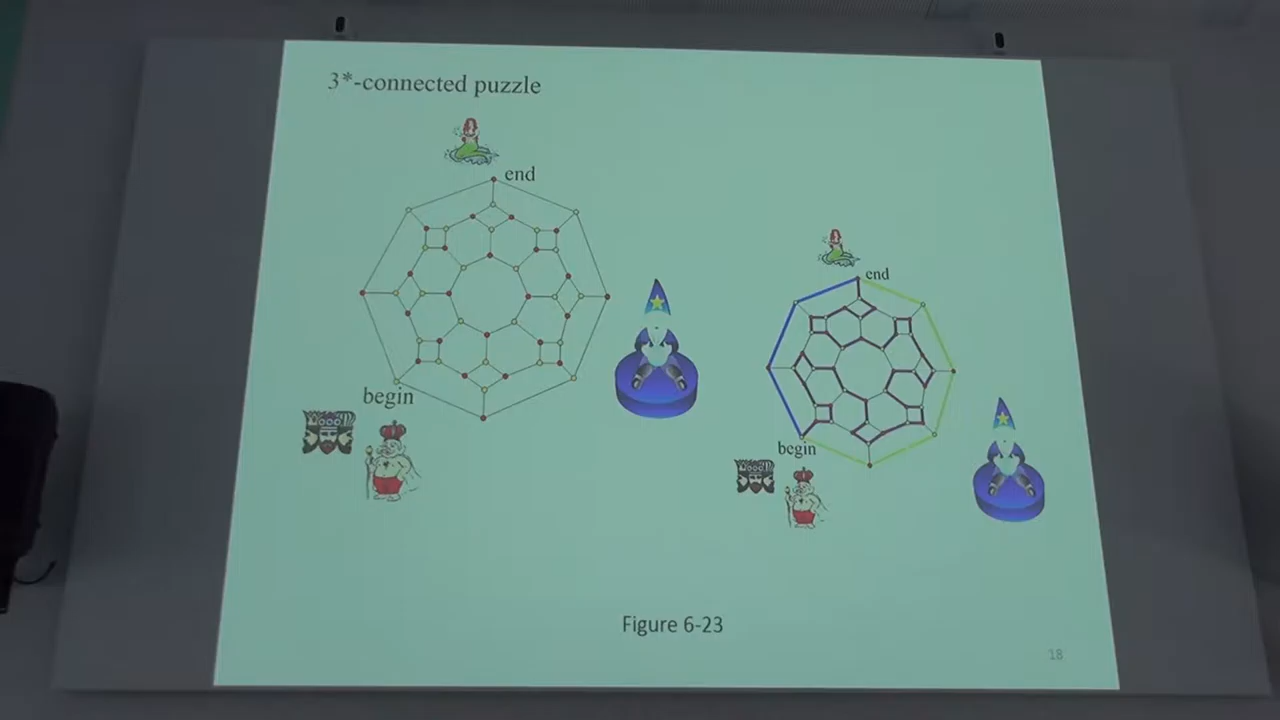 3*-connected puzzle
end
begin
end
begin
Figure 6-23
18